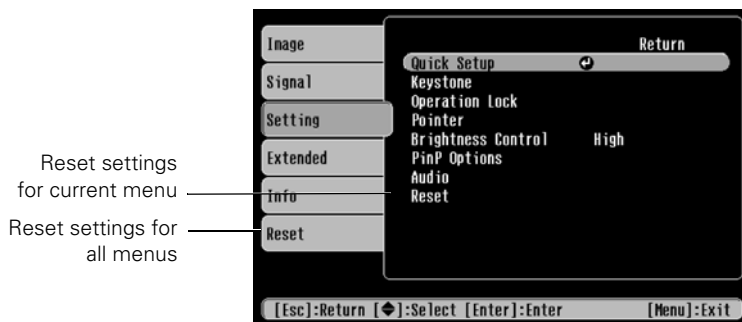 Reset settings
for current menu
Reset settings for
all menus
Image
Signal
Setting
Extended
Info
Reset
Return
Quick Setup
Keystone
Operation Lock
Pointer
Brightness Control High
PinP Options
Audio
Reset
[Esc]:Return [◆]:Select [Enter]:Enter [Menu]:Exit